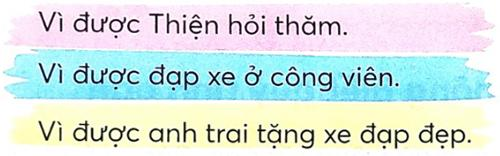 Vì được Thiện hỏi thăm.
Vì được đạp xe ở công viên.
Vì được anh trai tặng xe đạp đẹp.